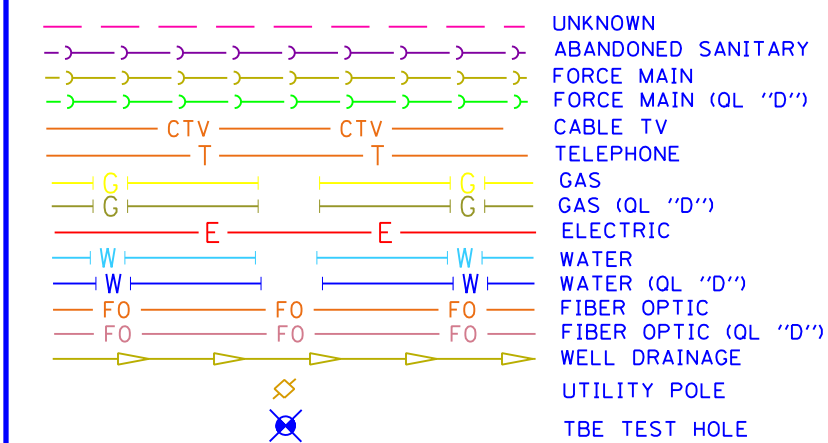 UNKNOWN
ABANDONED SANITARY
FORCE MAIN
FORCE MAIN (QL "D")
CTV CTV CABLE TV
T T TELEPHONE
G G GAS
G G GAS (QL "D")
E E ELECTRIC
W W WATER
W W WATER (QL "D")
FO FO FO FIBER OPTIC
FO FO FO FIBER OPTIC (QL "D")
WELL DRAINAGE
UTILITY POLE
TBE TEST HOLE